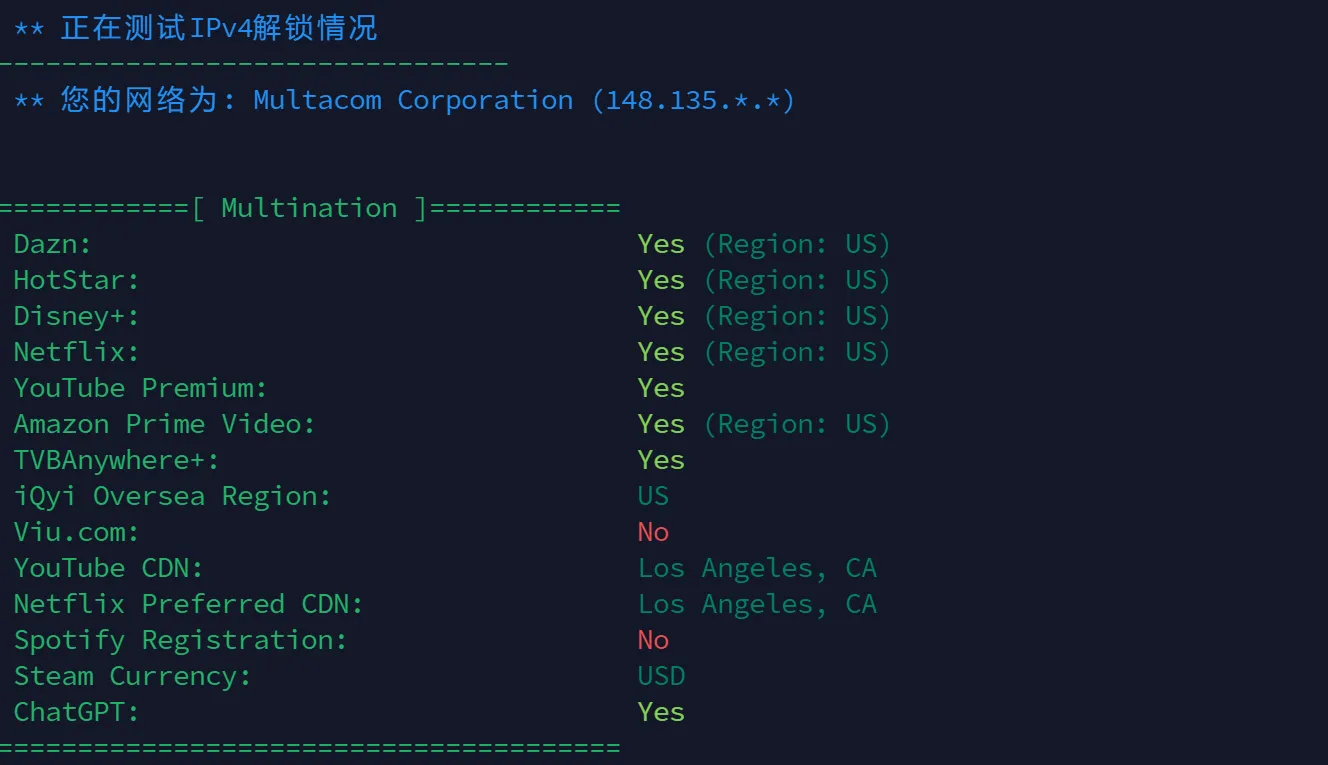 ** 正在测试IPv4解锁情况
--------------------------------
** 您的网络为: Multacom Corporation (148.135.*.*)
============[ Multination ]============
Dazn: Yes (Region: US)
HotStar: Yes (Region: US)
Disney+: Yes (Region: US)
Netflix: Yes (Region: US)
YouTube Premium: Yes
Amazon Prime Video: Yes (Region: US)
TVBAnywhere+: Yes
iQyi Oversea Region: US
Viu.com: No
YouTube CDN: Los Angeles, CA
Netflix Preferred CDN: Los Angeles, CA
Spotify Registration: No
Steam Currency: USD
ChatGPT: Yes
=======================================